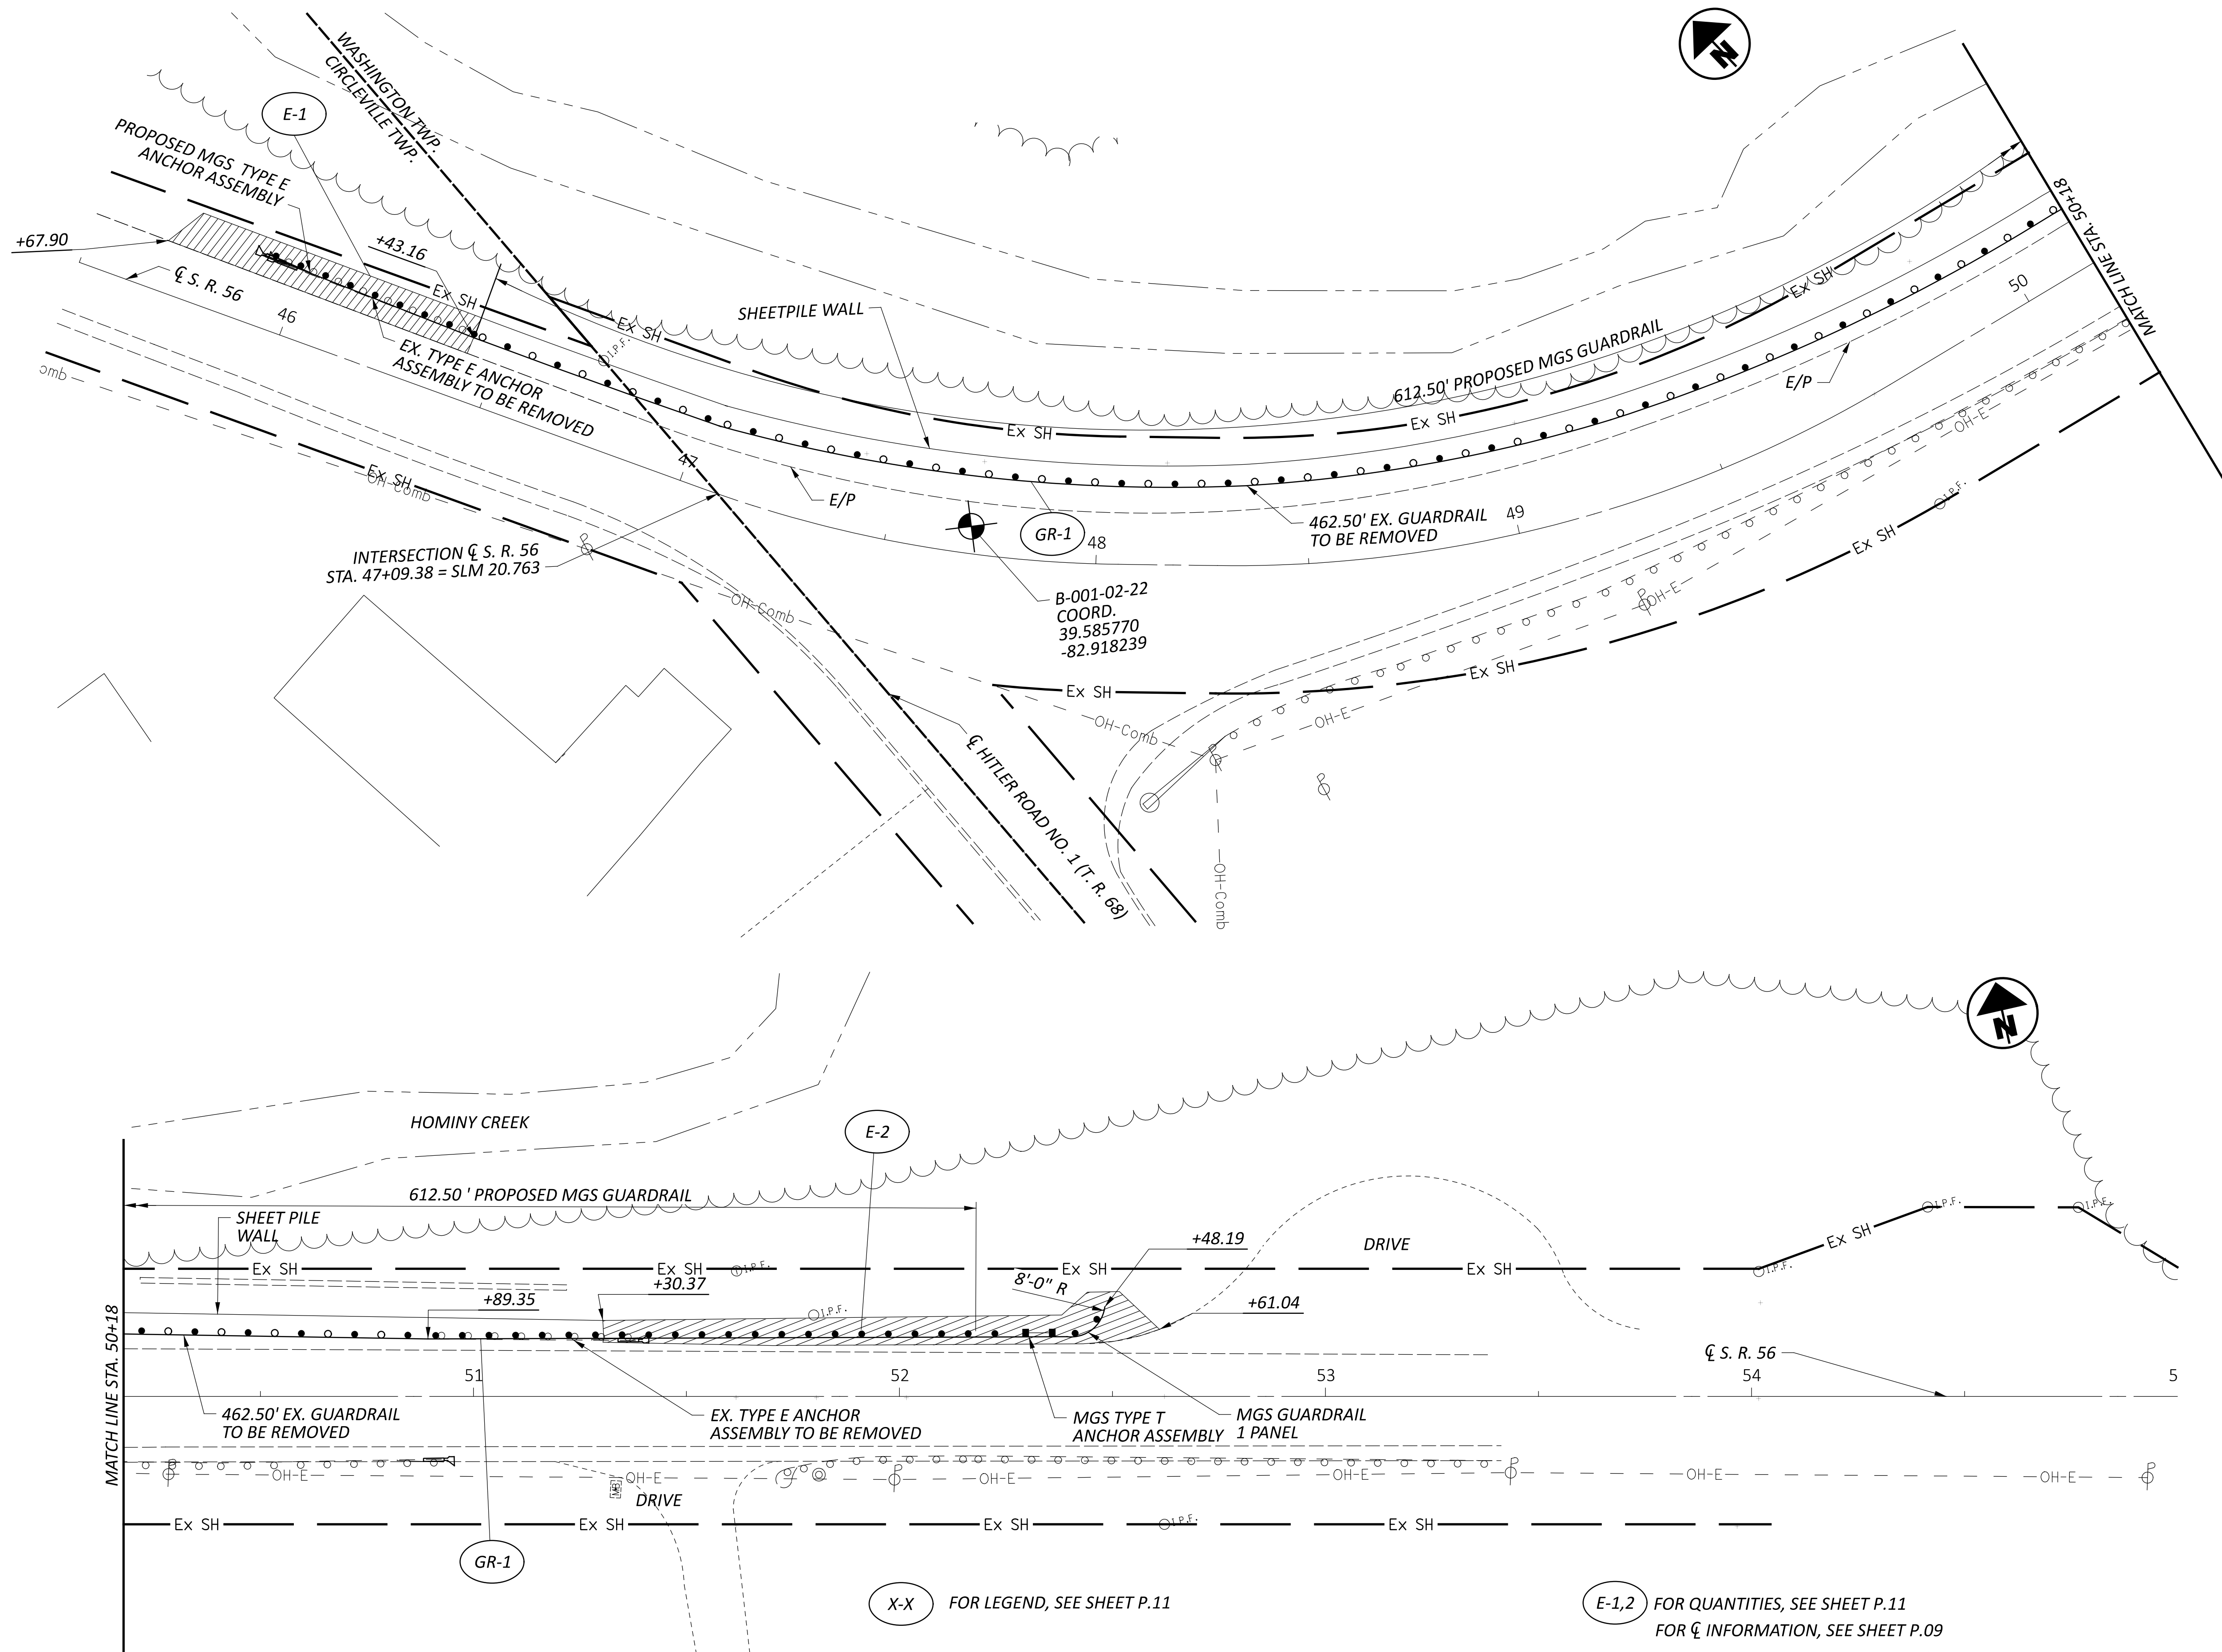 WASHINGTON TWP.
CIRCLEVILLE TWP.
N
E-1
PROPOSED MGS TYPE E
ANCHOR ASSEMBLY
+67.90
+43.16
℄ S. R. 56
46
Ex SH
EX. TYPE E ANCHOR
ASSEMBLY TO BE REMOVED
Ex SH
I.P.F.
SHEETPILE WALL
612.50' PROPOSED MGS GUARDRAIL
Ex SH
50
MATCH LINE STA. 50+18
E/P
Ex SH
Ex SH
omb
Ex SH
OH-Comb
47
E/P
GR-1
48
462.50' EX. GUARDRAIL
TO BE REMOVED
49
I.P.F.
OH-E
Ex SH
INTERSECTION ℄ S. R. 56
STA. 47+09.38 = SLM 20.763
B-001-02-22
COORD.
39.585770
-82.918239
OH-Comb
OH-E
Ex SH
Ex SH
OH-Comb
OH-E
℄ HITLER ROAD NO. 1 (T. R. 68)
OH-Comb
N
HOMINY CREEK
E-2
612.50 ' PROPOSED MGS GUARDRAIL
SHEET PILE
WALL
I.P.F.
I.P.F.
Ex SH
+48.19
DRIVE
Ex SH
Ex SH
I.P.F.
Ex SH
Ex SH
I.P.F.
+30.37
8'-0" R
+89.35
I.P.F.
+61.04
MATCH LINE STA. 50+18
51
52
53
54
5
℄ S. R. 56
462.50' EX. GUARDRAIL
TO BE REMOVED
EX. TYPE E ANCHOR
ASSEMBLY TO BE REMOVED
MGS TYPE T
ANCHOR ASSEMBLY
MGS GUARDRAIL
1 PANEL
OH-E
OH-E
OH-E
OH-E
OH-E
OH-E
MB
DRIVE
Ex SH
Ex SH
Ex SH
I.P.F.
Ex SH
GR-1
X-X
FOR LEGEND, SEE SHEET P.11
E-1,2
FOR QUANTITIES, SEE SHEET P.11
FOR ℄ INFORMATION, SEE SHEET P.09